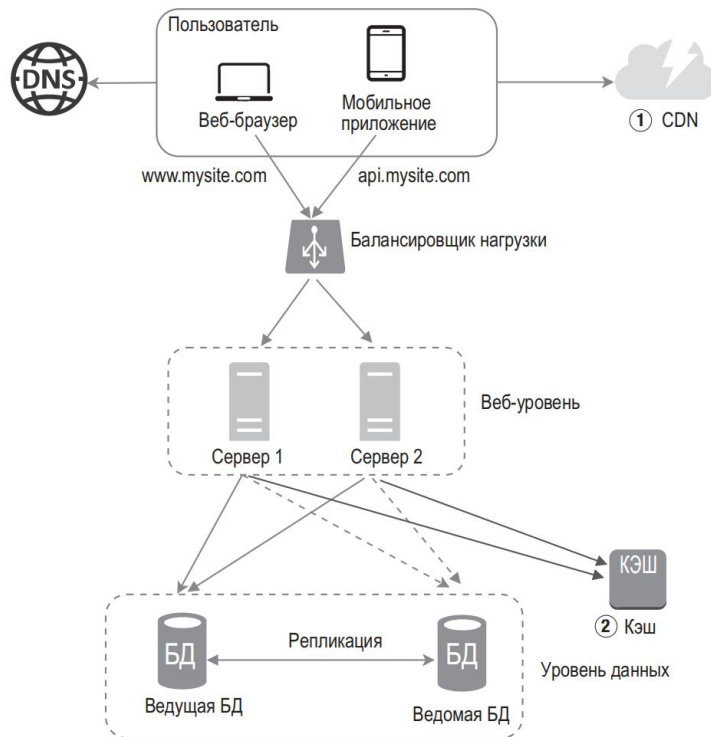 Пользователь
DNS
Веб-браузер
Мобильное
приложение
1 CDN
www.mysite.com
api.mysite.com
Балансировщик нагрузки
Веб-уровень
Сервер 1
Сервер 2
КЭШ
2 Кэш
БД
Репликация
БД
Уровень данных
Ведущая БД
Ведомая БД